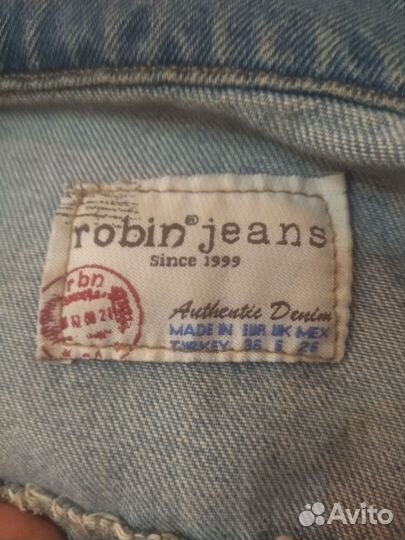 robin® jeans
Since 1999
rbn
Authentic Denim
MADE IN EUR UK MEX
TURKEY 36 8 26
Avito